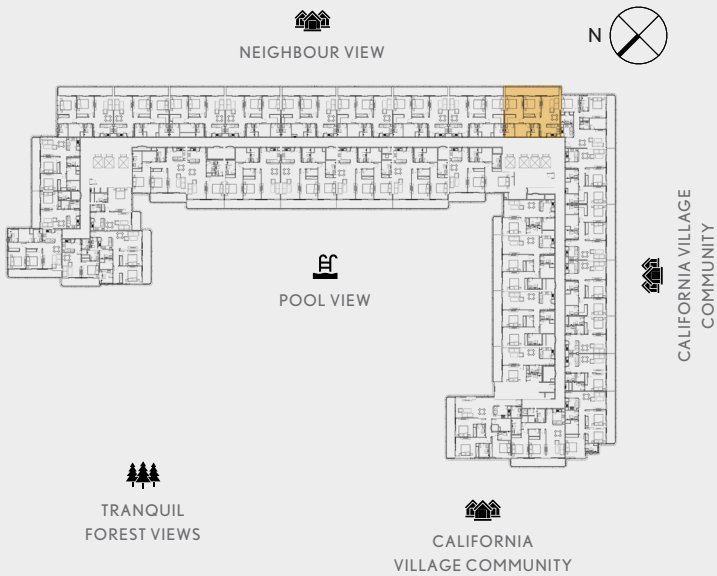 N
NEIGHBOUR VIEW
CALIFORNIA VILLAGE
COMMUNITY
POOL VIEW
TRANQUIL
FOREST VIEWS
CALIFORNIA
VILLAGE COMMUNITY